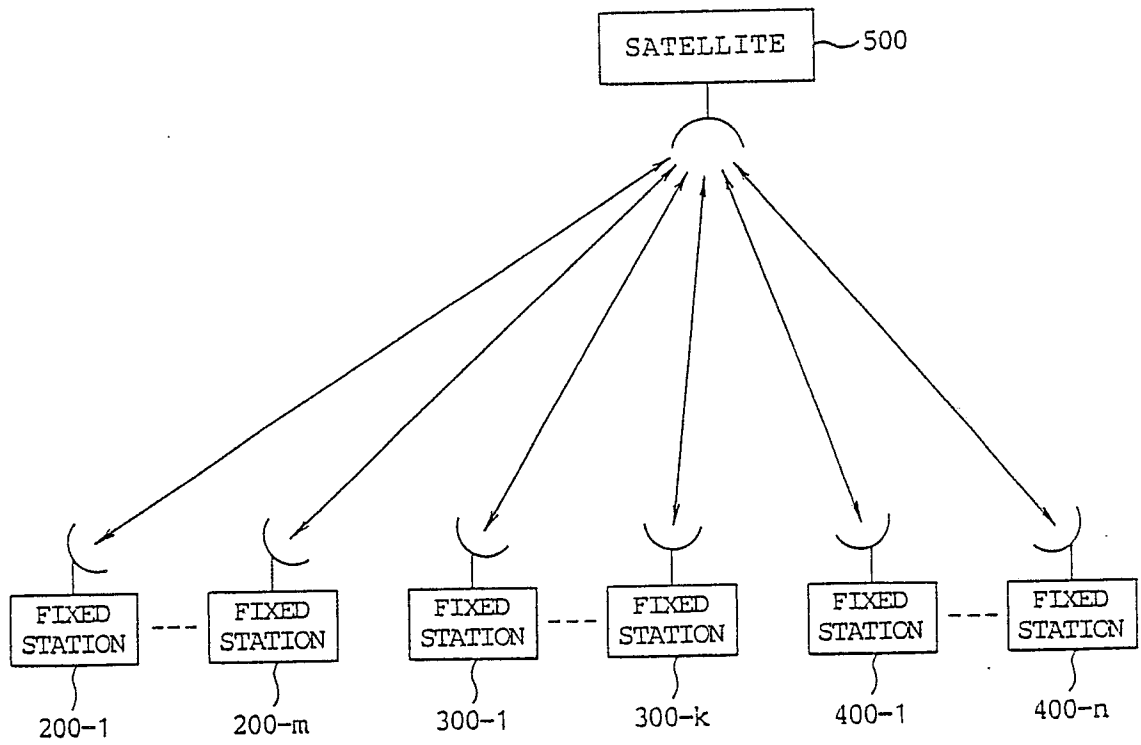 SATELLITE
500
FIXED
STATION
FIXED
STATION
FIXED
STATION
FIXED
STATION
FIXED
STATION
FIXED
STATION
200-1
200-m
300-1
300-k
400-1
400-n